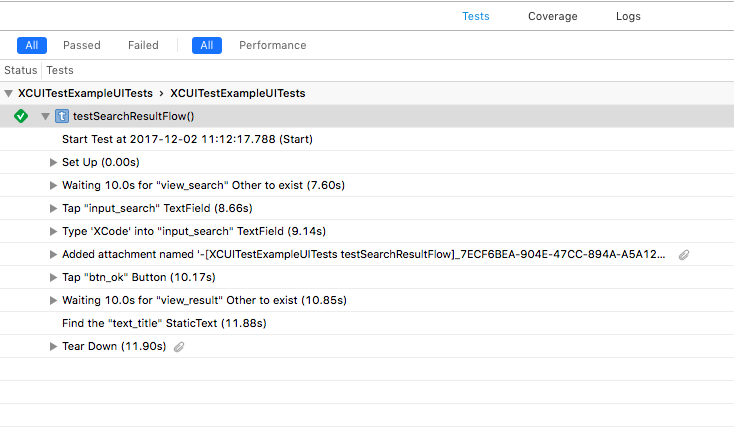 Tests Coverage Logs
All Passed Failed All Performance
Status Tests
XCUITestExampleUITests › XCUITestExampleUITests
t testSearchResultFlow()
Start Test at 2017-12-02 11:12:17.788 (Start)
Set Up (0.00s)
Waiting 10.0s for "view_search" Other to exist (7.60s)
Tap "input_search" TextField (8.66s)
Type 'XCode' into "input_search" TextField (9.14s)
Added attachment named '-[XCUITestExampleUITests testSearchResultFlow]_7ECF6BEA-904E-47CC-894A-A5A12...
Tap "btn_ok" Button (10.17s)
Waiting 10.0s for "view_result" Other to exist (10.85s)
Find the "text_title" StaticText (11.88s)
Tear Down (11.90s)